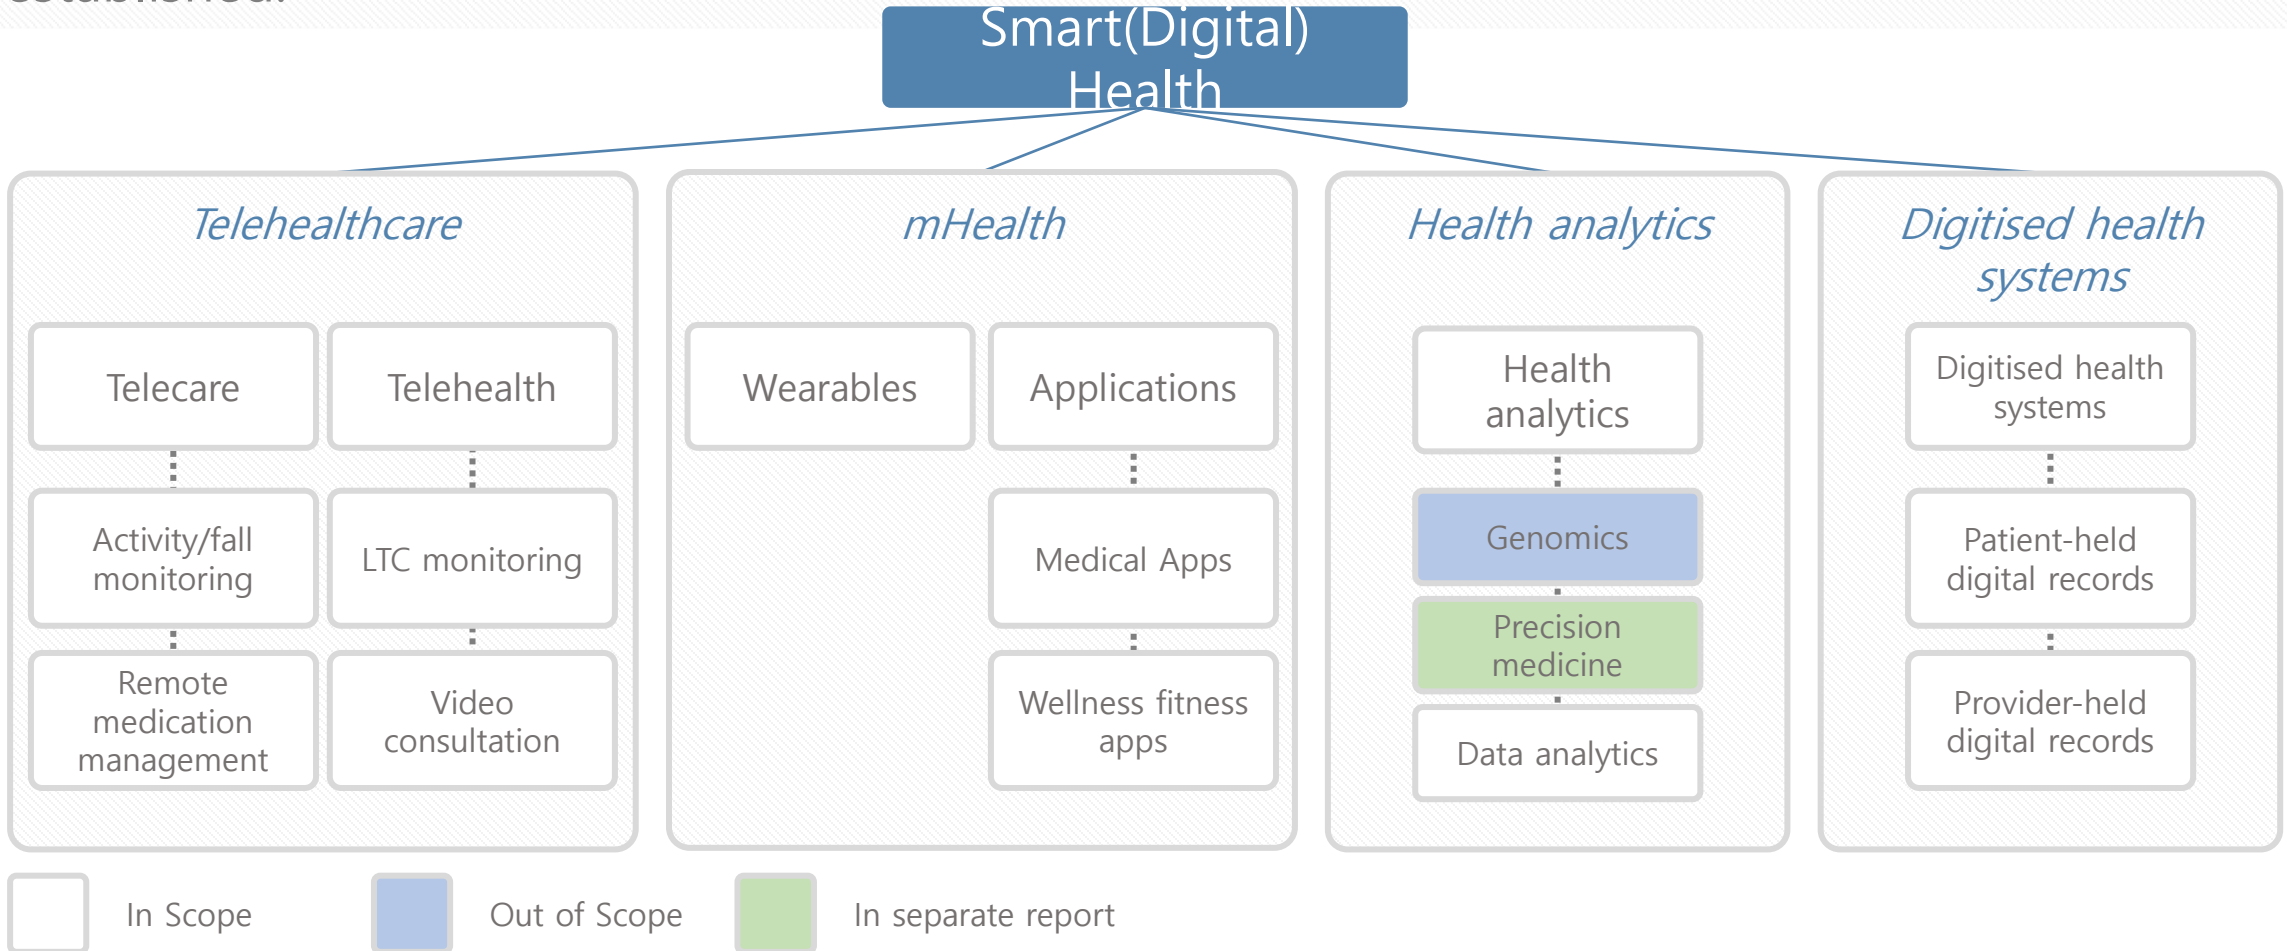 Smart(Digital)
Health
Telehealthcare
Telecare
Telehealth
Activity/fall
monitoring
LTC monitoring
Remote
medication
management
Video
consultation
mHealth
Wearables
Applications
Medical Apps
Wellness fitness
apps
Health analytics
Health
analytics
Genomics
Precision
medicine
Data analytics
Digitised health
systems
Digitised health
systems
Patient-held
digital records
Provider-held
digital records
In Scope
Out of Scope
In separate report